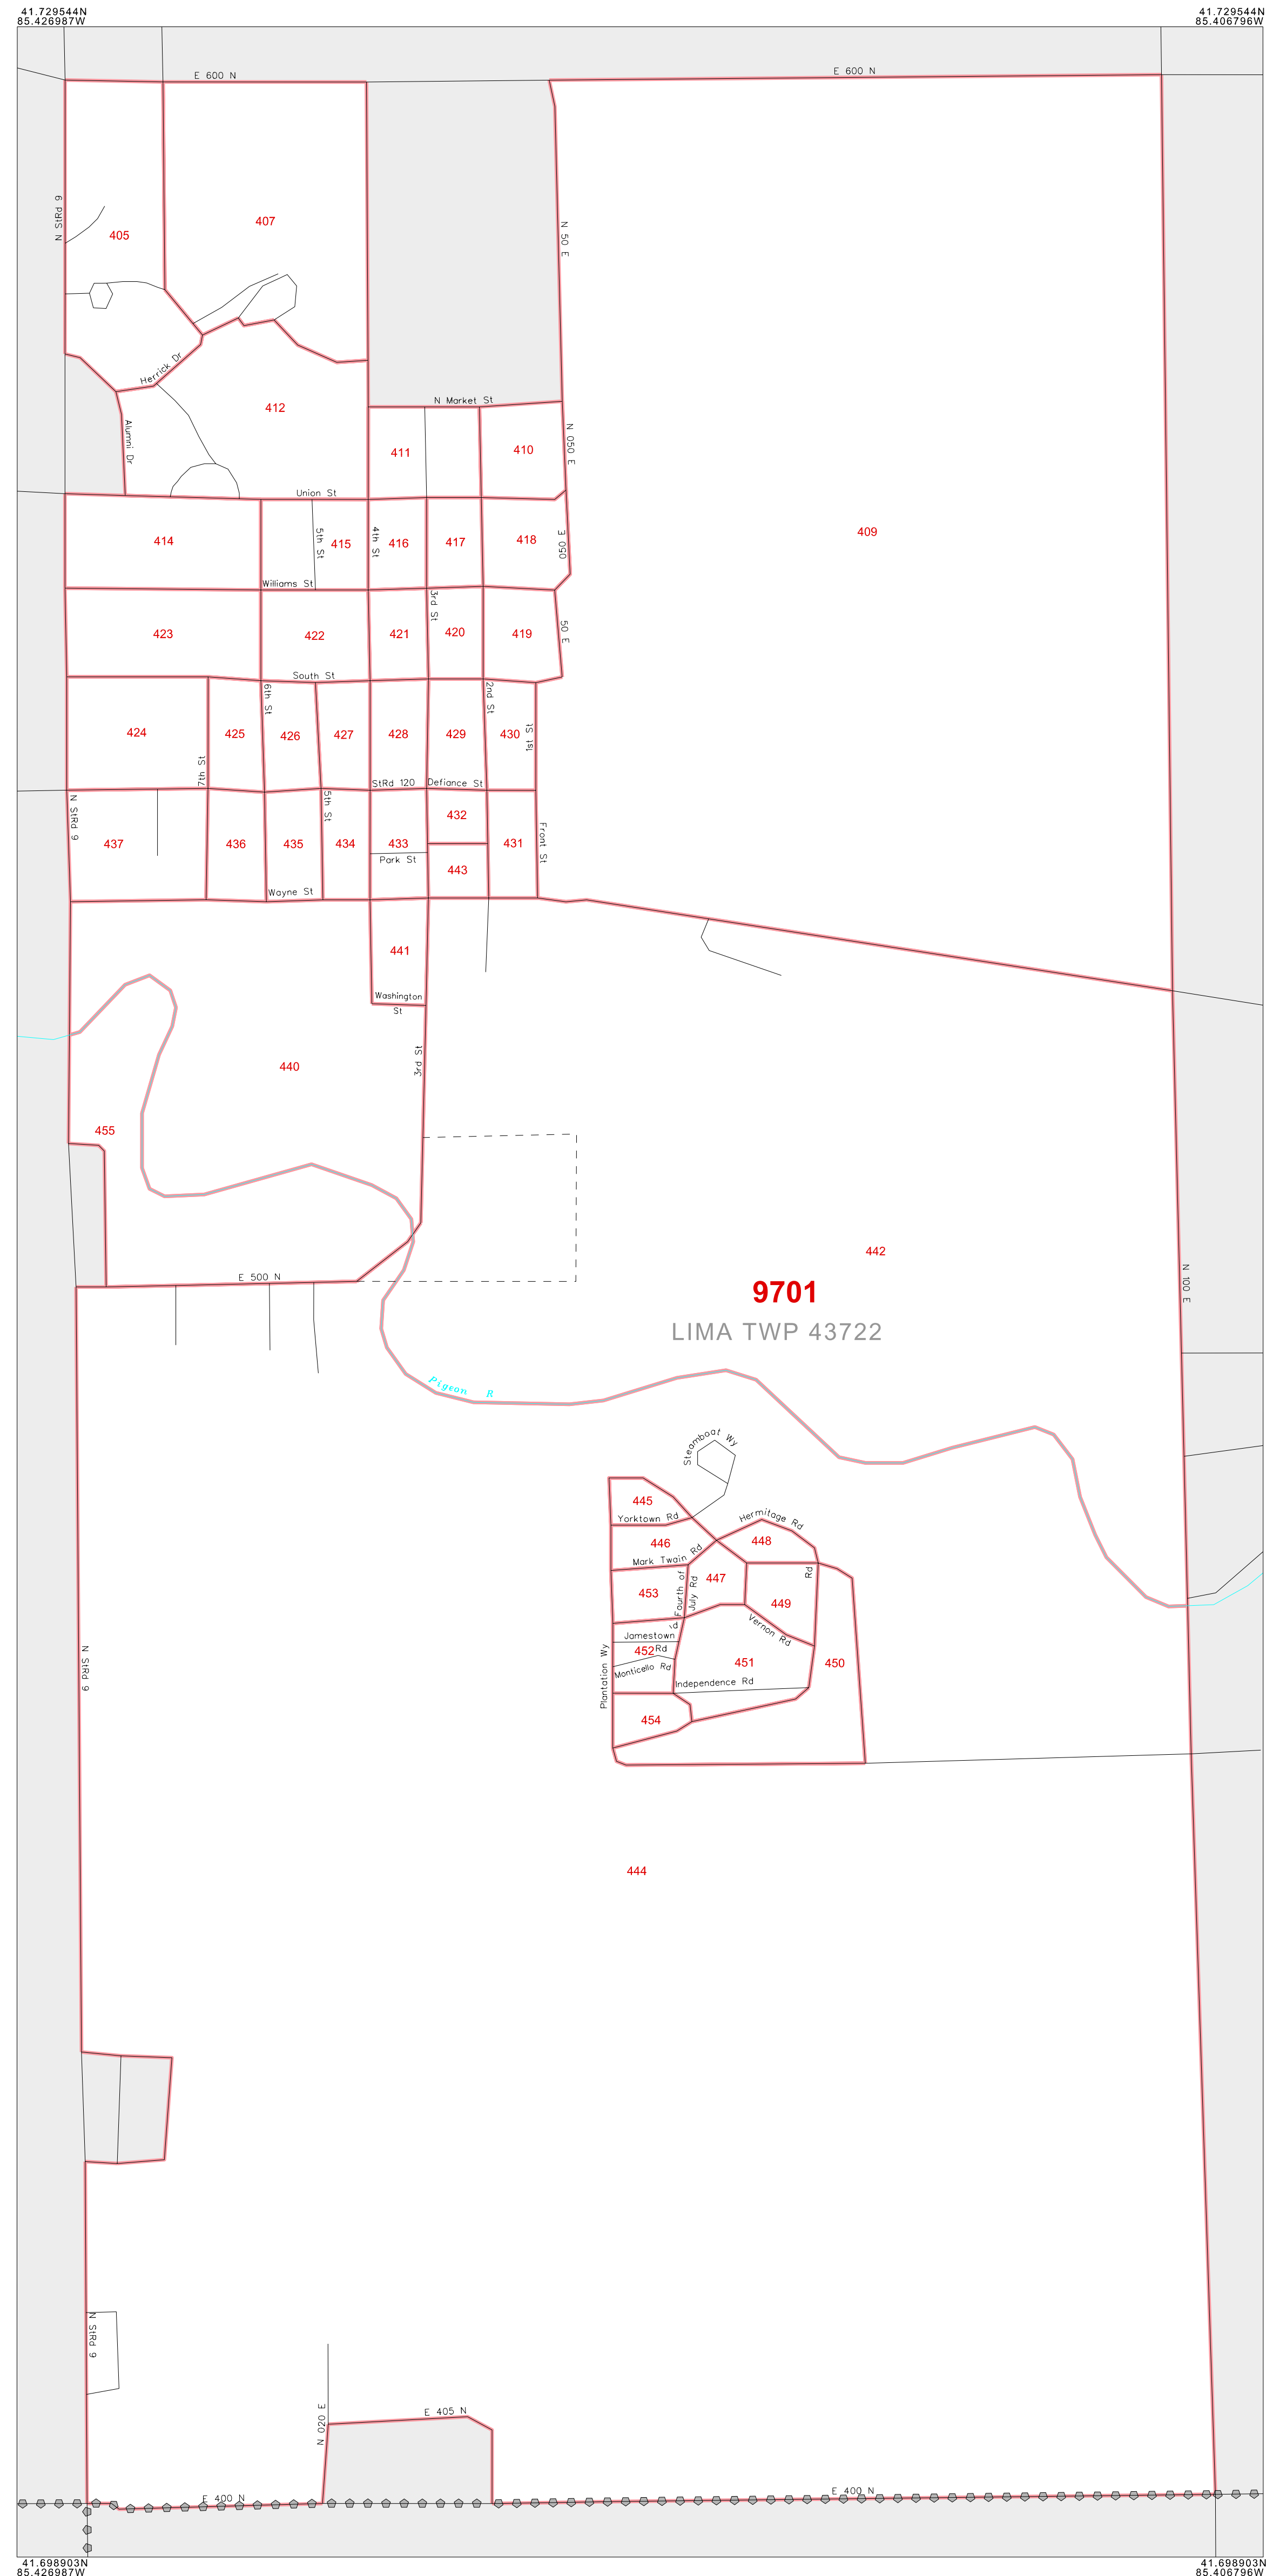 41.729544N
85.426987W
41.729544N
85.406796W
E 600 N
E 600 N
N StRd 9
405
407
N 50 E
Herrick Dr
412
N Market St
Alumni Dr
411
410
N 050 E
Union St
414
5th St
415
4th St
416
417
418
E 050
409
Williams St
3rd St
423
422
421
420
419
50 E
South St
6th St
2nd St
424
425
426
427
428
429
430
1st St
7th St
StRd 120
Defiance St
N StRd 9
5th St
437
436
435
434
433
432
431
Front St
Park St
443
Wayne St
441
Washington
St
440
3rd St
455
442
E 500 N
N 100 E
9701
LIMA TWP 43722
Pigeon R
Steamboat Wy
445
Yorktown Rd
Hermitage Rd
446
448
Mark Twain Rd
447
Rd
453
Fourth of
July Rd
449
Vernon Rd
Jamestown
Rd
452
Monticello Rd
451
450
Plantation Wy
Independence Rd
454
N StRd 9
444
N StRd 9
N 020 E
E 405 N
E 400 N
E 400 N
41.698903N
85.426987W
41.698903N
85.406796W